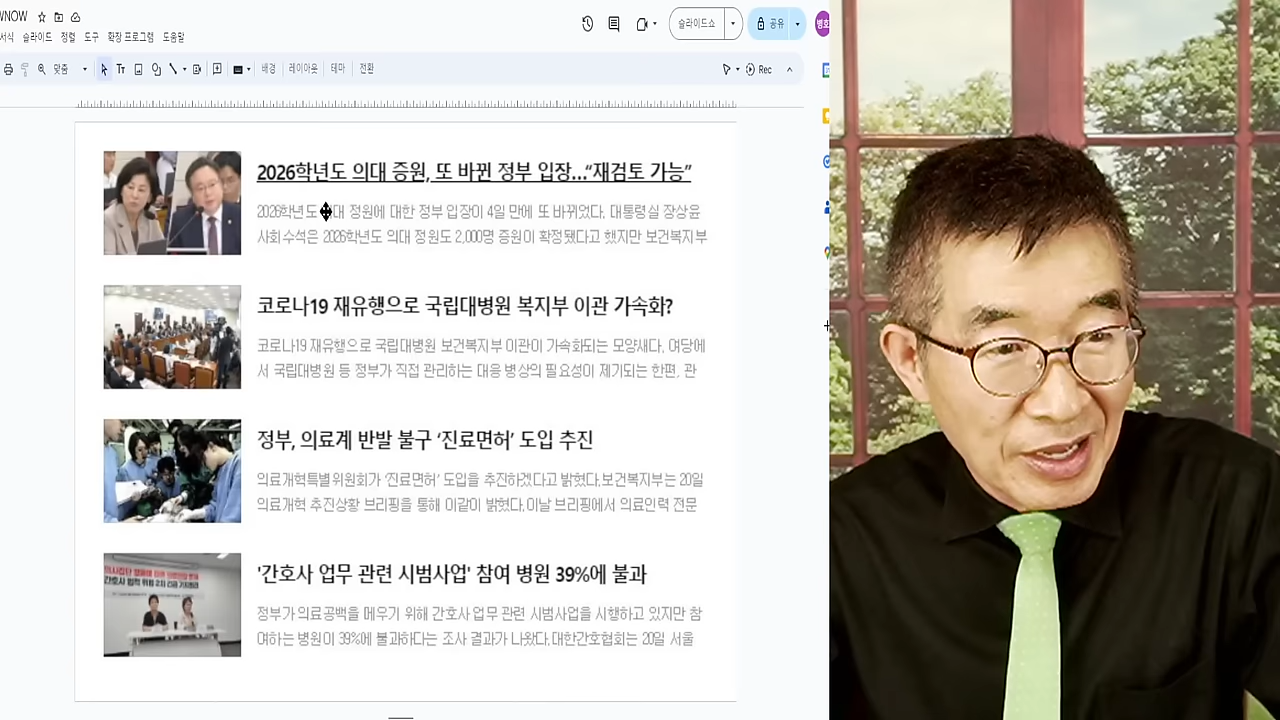 WNOW
서식 슬라이드 정렬 도구 확장 프로그램 도움말
슬라이드쇼
공유
병호
맞춤 Tт 배경 레이아웃 테마 전환 Rec
2026학년도 의대 증원, 또 바뀐 정부 입장…“재검토 가능”
2026학년도 의대 정원에 대한 정부 입장이 4일 만에 또 바뀌었다. 대통령실 장상윤
사회수석은 2026학년도 의대 정원도 2,000명 증원이 확정됐다고 했지만 보건복지부
코로나19 재유행으로 국립대병원 복지부 이관 가속화?
코로나19 재유행으로 국립대병원 보건복지부 이관이 가속화되는 모양새다. 여당에
서 국립대병원 등 정부가 직접 관리하는 대응 병상의 필요성이 제기되는 한편, 관
정부, 의료계 반발 불구 ‘진료면허’ 도입 추진
의료개혁특별위원회가 ‘진료면허’ 도입을 추진하겠다고 밝혔다.보건복지부는 20일
의료개혁 추진상황 브리핑을 통해 이같이 밝혔다.이날 브리핑에서 의료인력 전문
'간호사 업무 관련 시범사업' 참여 병원 39%에 불과
정부가 의료공백을 메우기 위해 간호사 업무 관련 시범사업을 시행하고 있지만 참
여하는 병원이 39%에 불과하다는 조사 결과가 나왔다.대한간호협회는 20일 서울